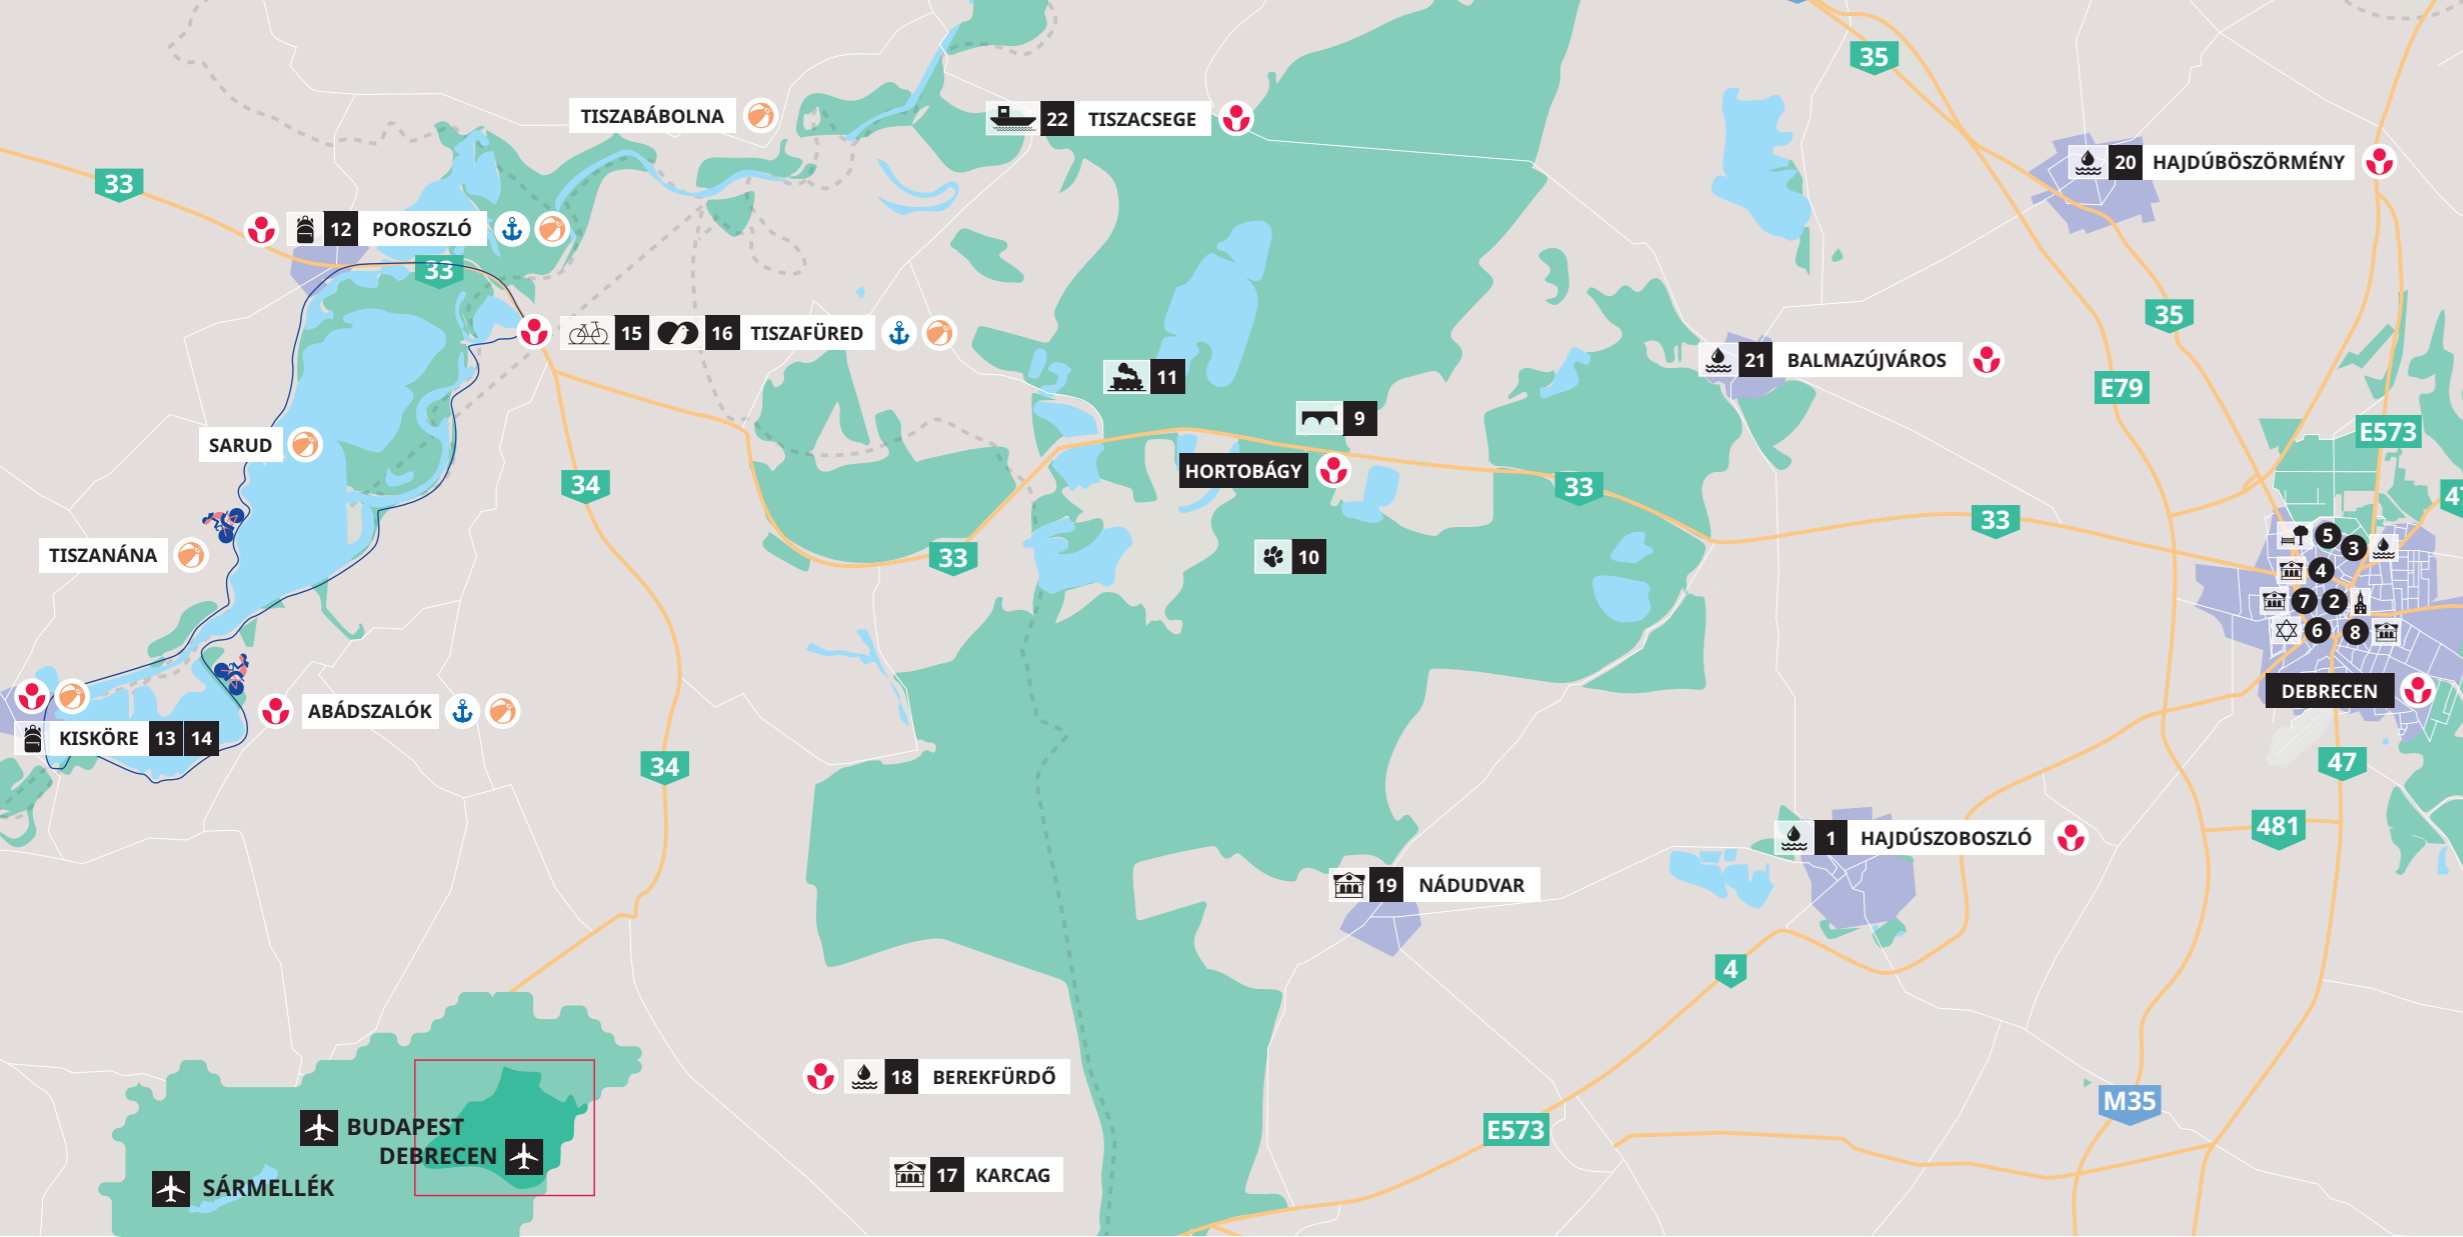 35
TISZABÁBOLNA
22 TISZACSEGE
33
20 HAJDÚBÖSZÖRMÉNY
12 POROSZLÓ
33
35
15 16 TISZAFÜRED
21 BALMAZÚJVÁROS
11
E79
9
E573
SARUD
HORTOBÁGY
34
33
47
33
TISZANÁNA
33
10
5
3
4
7 2
6 8
DEBRECEN
ABÁDSZALÓK
KISKÖRE 13 14
34
47
481
1 HAJDÚSZOBOSZLÓ
19 NÁDUDVAR
4
18 BEREKFÜRDŐ
M35
BUDAPEST
E573
DEBRECEN
17 KARCAG
SÁRMELLÉK